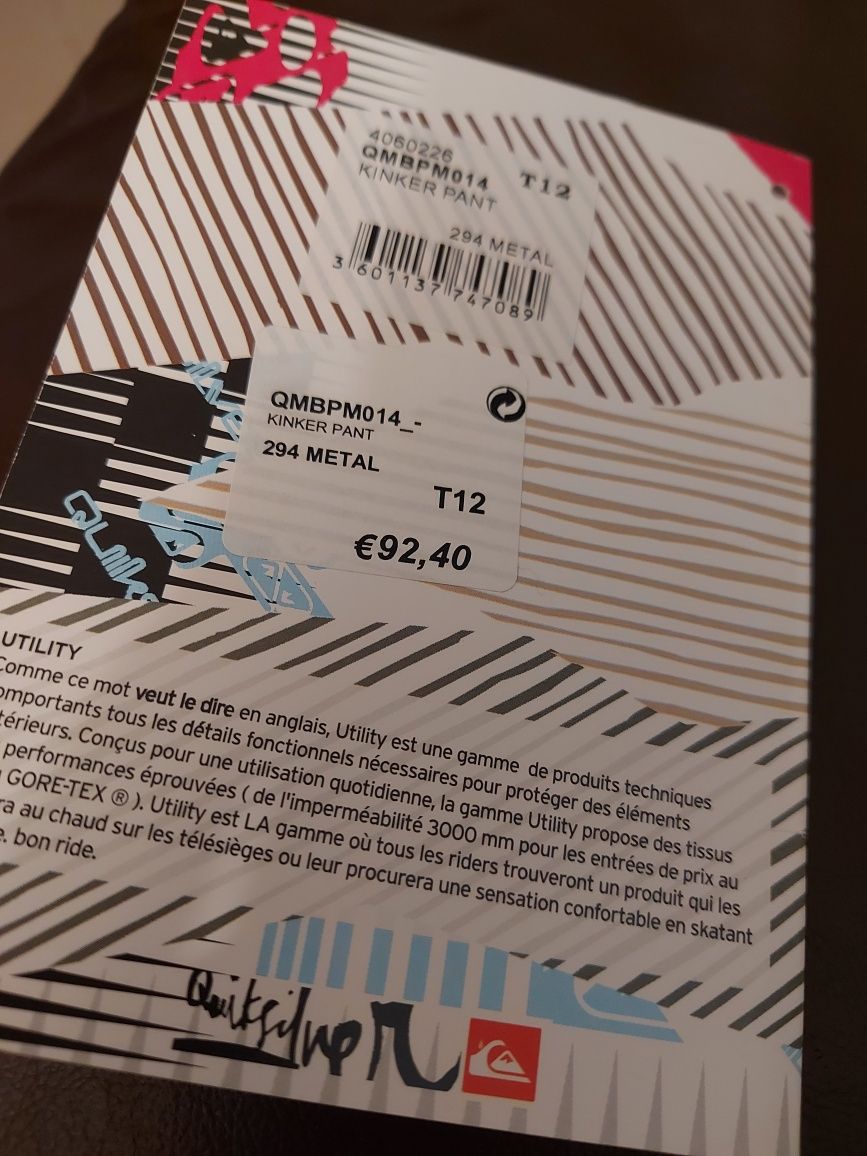 4060226
QMBPM014 T12
KINKER PANT
294 METAL
3 601137 747089
QMBPM014_-
KINKER PANT
294 METAL
T12
€92,40
UTILITY
Comme ce mot veut le dire en anglais, Utility est une gamme de produits techniques
omportants tous les détails fonctionnels nécessaires pour protéger des éléments
térieurs. Conçus pour une utilisation quotidienne, la gamme Utility propose des tissus
performances éprouvées ( de l'imperméabilité 3000 mm pour les entrées de prix au
GORE-TEX ® ). Utility est LA gamme où tous les riders trouveront un produit qui les
ra au chaud sur les télésièges ou leur procurera une sensation confortable en skatant
e. bon ride.
Quiksilver